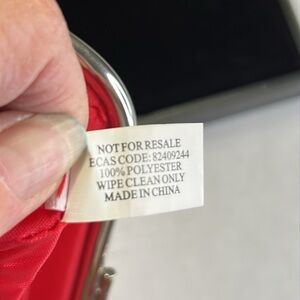 NOT FOR RESALE
ECAS CODE: 82409244
100% POLYESTER
WIPE CLEAN ONLY
MADE IN CHINA